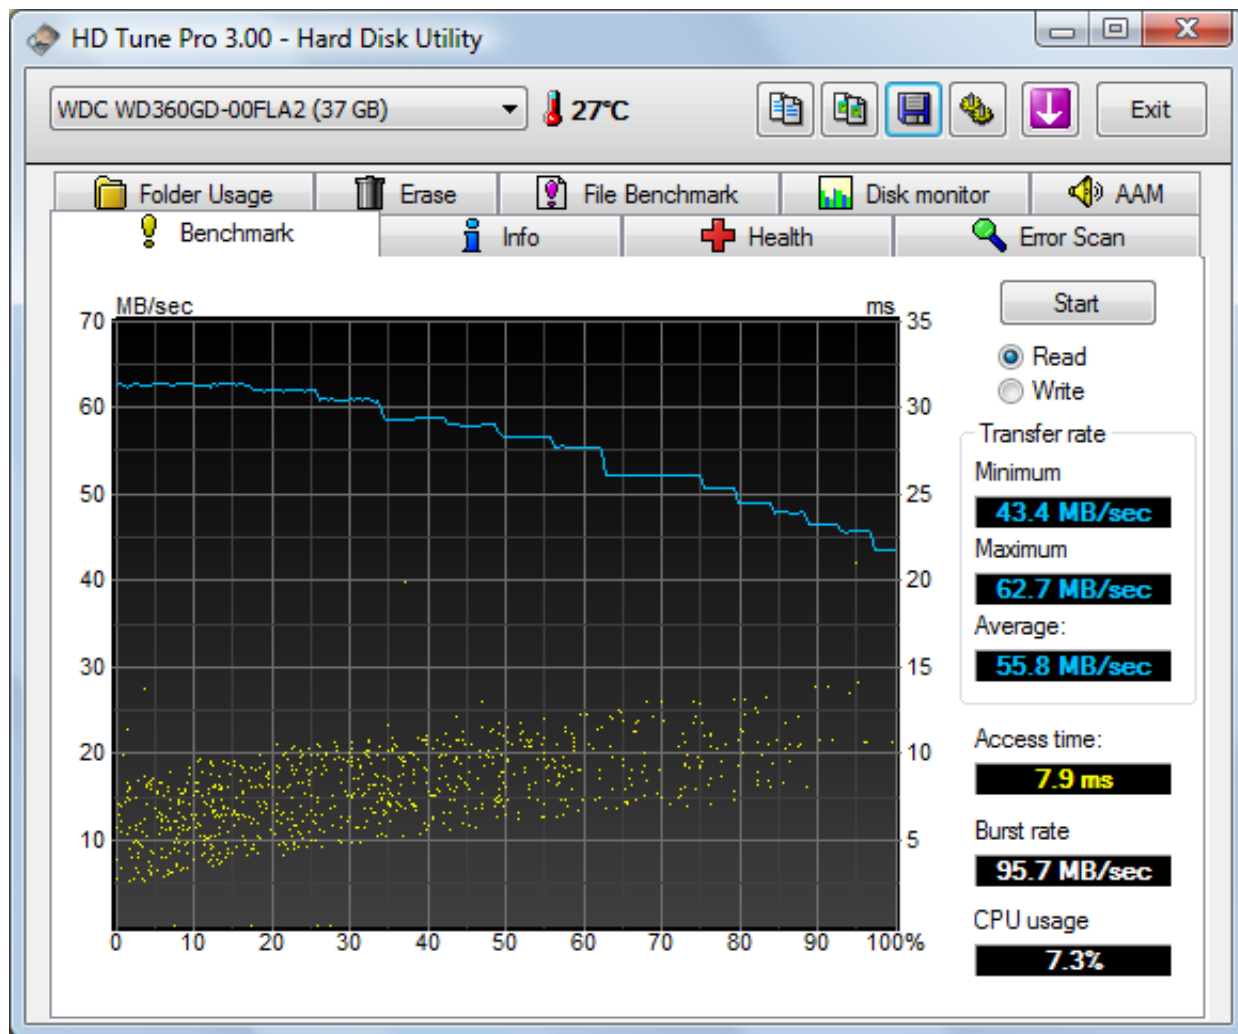 HD Tune Pro 3.00 - Hard Disk Utility
WDC WD360GD-00FLA2 (37 GB)
27°C
Exit
Folder Usage
Erase
File Benchmark
Disk monitor
AAM
Benchmark
Info
Health
Error Scan
MB/sec
ms
70
60
50
40
30
20
10
35
30
25
20
15
10
5
0 10 20 30 40 50 60 70 80 90 100%
Start
Read
Write
Transfer rate
Minimum
43.4 MB/sec
Maximum
62.7 MB/sec
Average:
55.8 MB/sec
Access time:
7.9 ms
Burst rate
95.7 MB/sec
CPU usage
7.3%